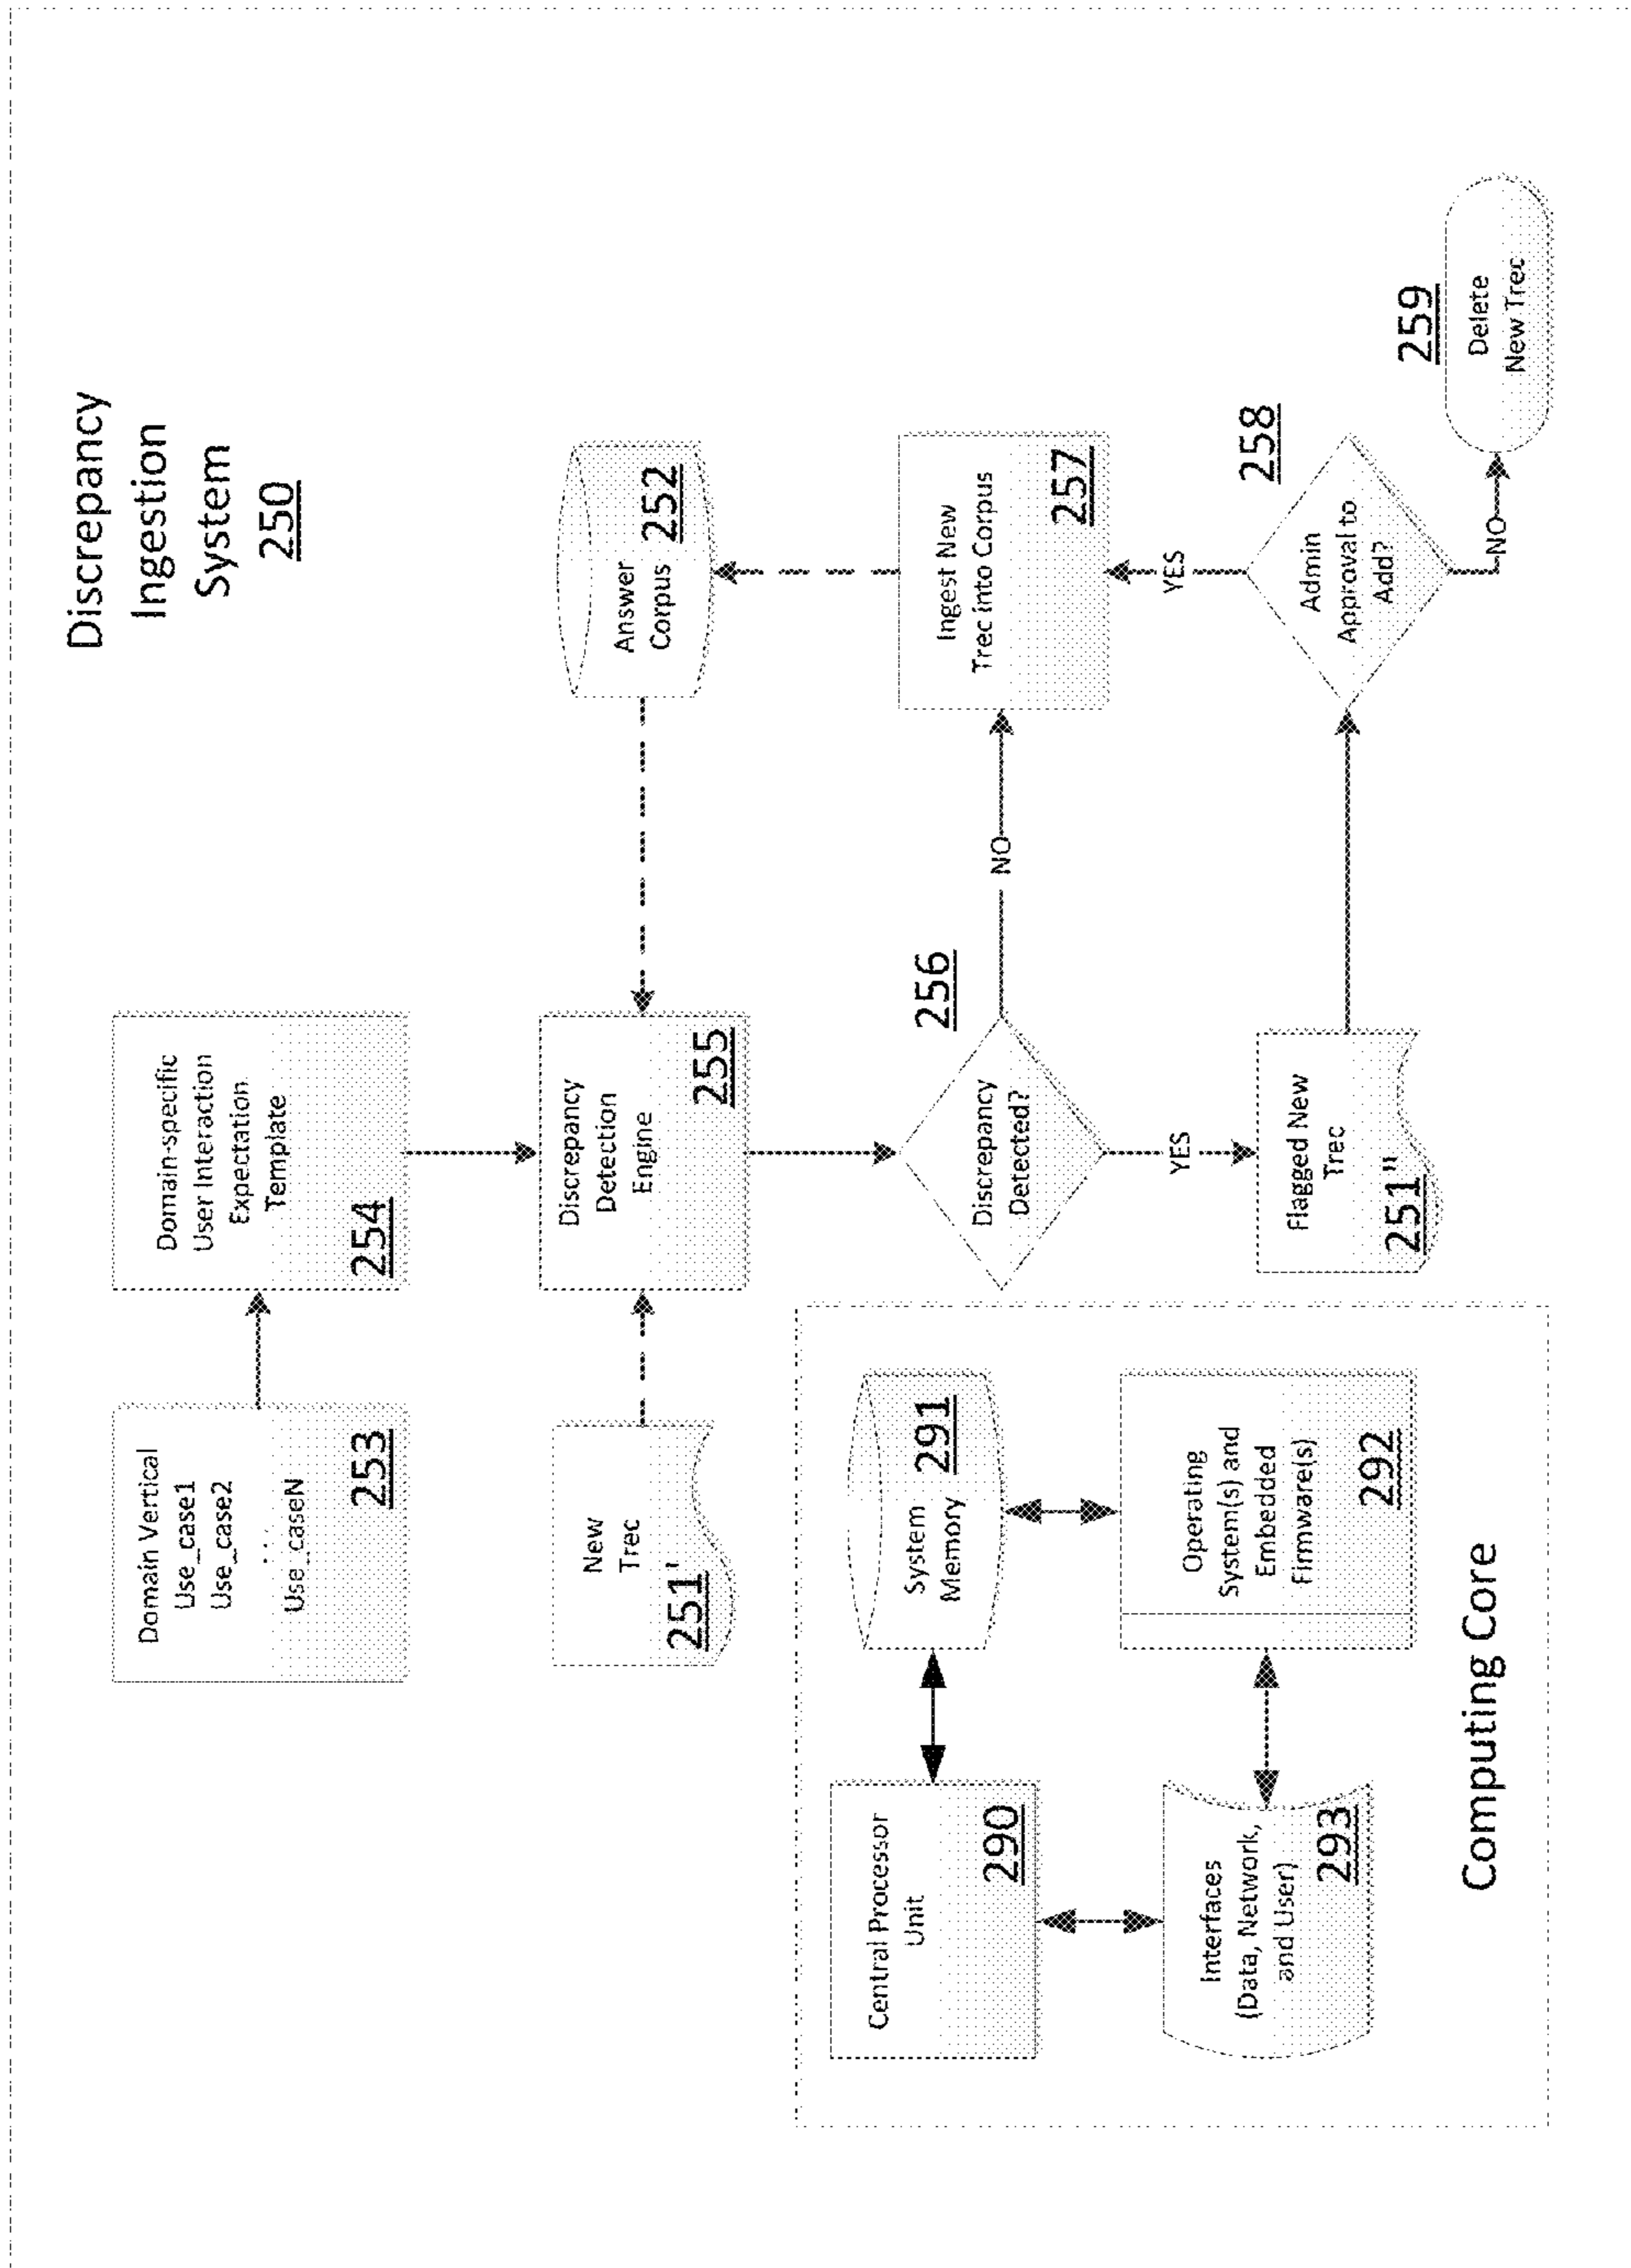 Discrepancy
Ingestion
System
250
Domain Vertical
Use_case1
Use_case2
...
Use_caseN
253
Domain-specific
User Interaction
Expectation
Template
254
New
Trec
251'
Discrepancy
Detection
Engine
255
Answer
Corpus
252
Discrepancy
Detected?
256
NO
Ingest New
Trec into Corpus
257
YES
Flagged New
Trec
251"
YES
Admin
Approval to
Add?
258
NO
259
Delete
New Trec
Central Processor
Unit
290
System
Memory
291
Interfaces
(Data, Network,
and User)
293
Operating
System(s) and
Embedded
Firmware(s)
292
Computing Core